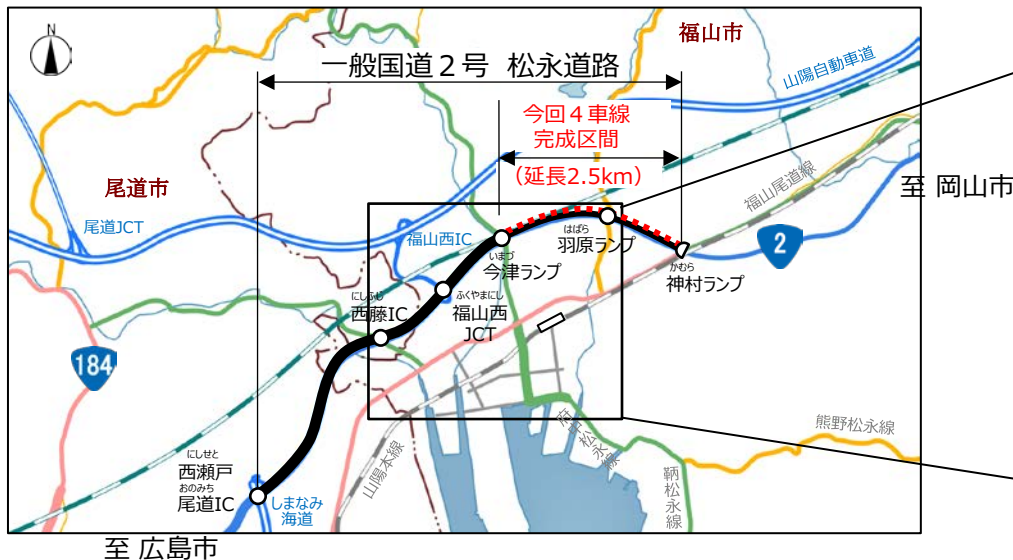 N
福山市
一般国道２号 松永道路
山陽自動車道
今回４車線
完成区間
（延長2.5km）
尾道市
尾道JCT
福山西IC
福山尾道線
至 岡山市
2
はばら
羽原ランプ
いまづ
今津ランプ
かむら
神村ランプ
にしふじ
西藤IC
ふくやまにし
福山西
JCT
184
府中松永線
熊野松永線
鞆松永線
山陽本線
にしせと
西瀬戸
おのみち
尾道IC
しまなみ
海道
至 広島市